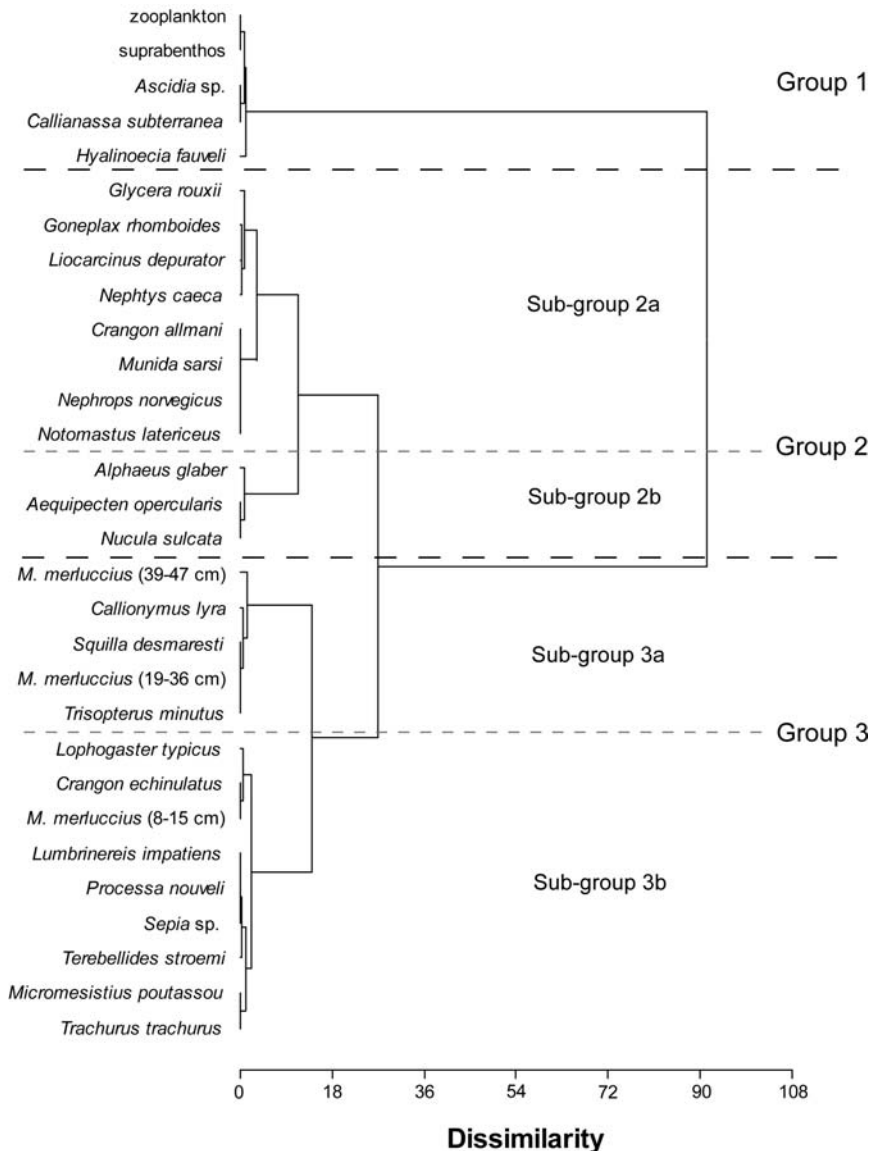 zooplankton
suprabenthos
Ascidia sp.
Group 1
Callianassa subterranea
Hyalinoecia fauveli
Glycera rouxii
Goneplax rhomboides
Liocarcinus depurator
Nephtys caeca
Sub-group 2a
Crangon allmani
Munida sarsi
Nephrops norvegicus
Notomastus latericeus
Group 2
Alphaeus glaber
Aequipecten opercularis
Sub-group 2b
Nucula sulcata
M. merluccius (39-47 cm)
Callionymus lyra
Squilla desmaresti
Sub-group 3a
M. merluccius (19-36 cm)
Trisopterus minutus
Group 3
Lophogaster typicus
Crangon echinulatus
M. merluccius (8-15 cm)
Lumbrinereis impatiens
Processa nouveli
Sub-group 3b
Sepia sp.
Terebellides stroemi
Micromesistius poutassou
Trachurus trachurus
0 18 36 54 72 90 108
Dissimilarity